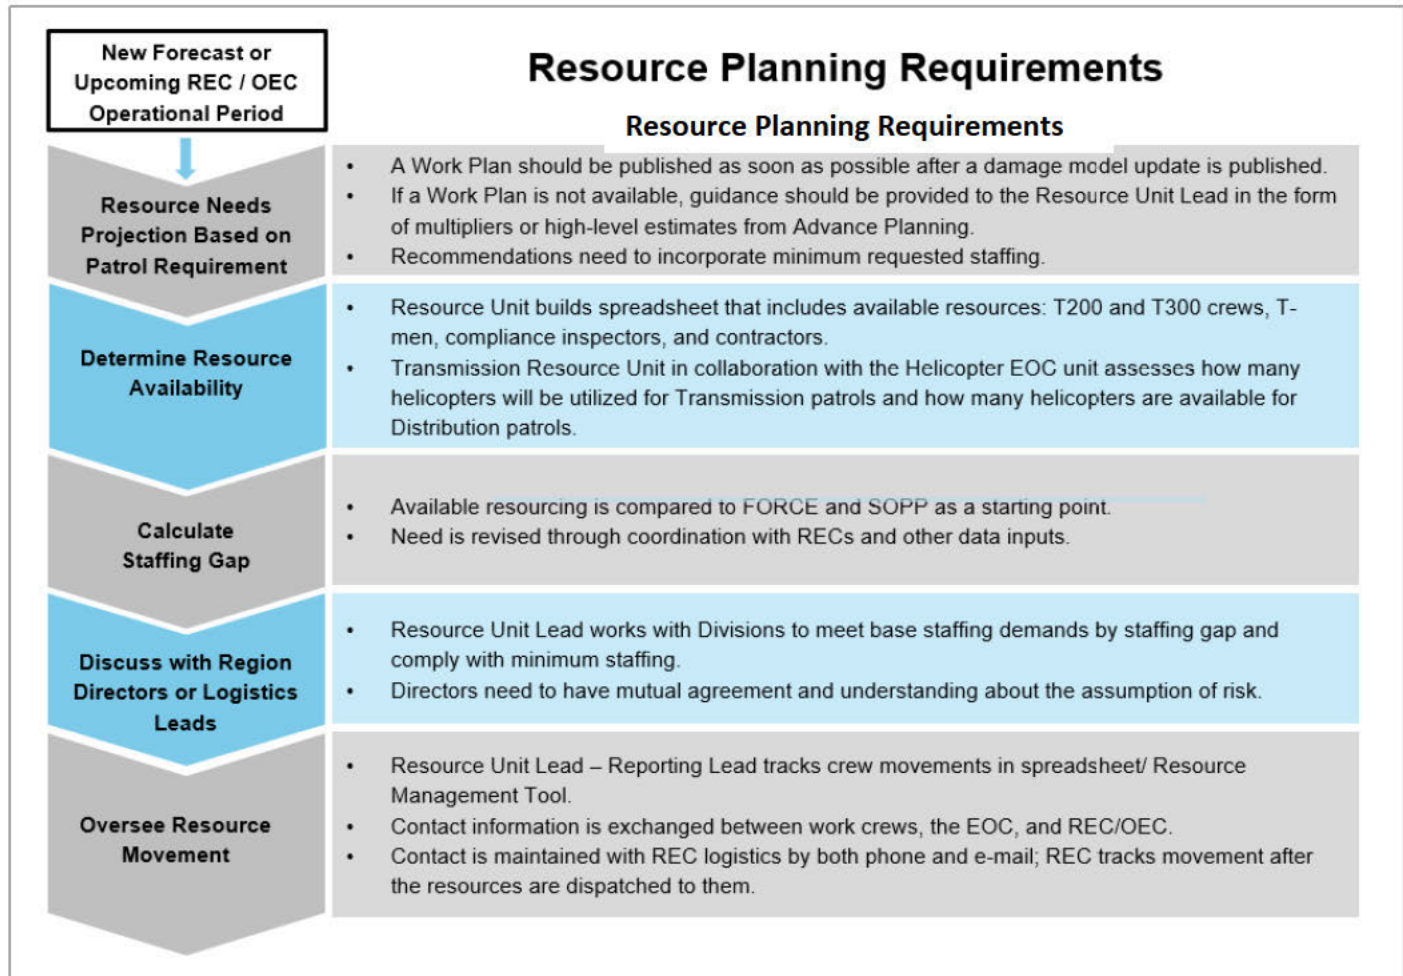 New Forecast or
Upcoming REC / OEC
Operational Period
Resource Planning Requirements
Resource Planning Requirements
Resource Needs
Projection Based on
Patrol Requirement
• A Work Plan should be published as soon as possible after a damage model update is published.
• If a Work Plan is not available, guidance should be provided to the Resource Unit Lead in the form
of multipliers or high-level estimates from Advance Planning.
• Recommendations need to incorporate minimum requested staffing.
Determine Resource
Availability
• Resource Unit builds spreadsheet that includes available resources: T200 and T300 crews, T-
men, compliance inspectors, and contractors.
• Transmission Resource Unit in collaboration with the Helicopter EOC unit assesses how many
helicopters will be utilized for Transmission patrols and how many helicopters are available for
Distribution patrols.
Calculate
Staffing Gap
• Available resourcing is compared to FORCE and SOPP as a starting point.
• Need is revised through coordination with RECs and other data inputs.
Discuss with Region
Directors or Logistics
Leads
• Resource Unit Lead works with Divisions to meet base staffing demands by staffing gap and
comply with minimum staffing.
• Directors need to have mutual agreement and understanding about the assumption of risk.
Oversee Resource
Movement
• Resource Unit Lead – Reporting Lead tracks crew movements in spreadsheet/ Resource
Management Tool.
• Contact information is exchanged between work crews, the EOC, and REC/OEC.
• Contact is maintained with REC logistics by both phone and e-mail; REC tracks movement after
the resources are dispatched to them.